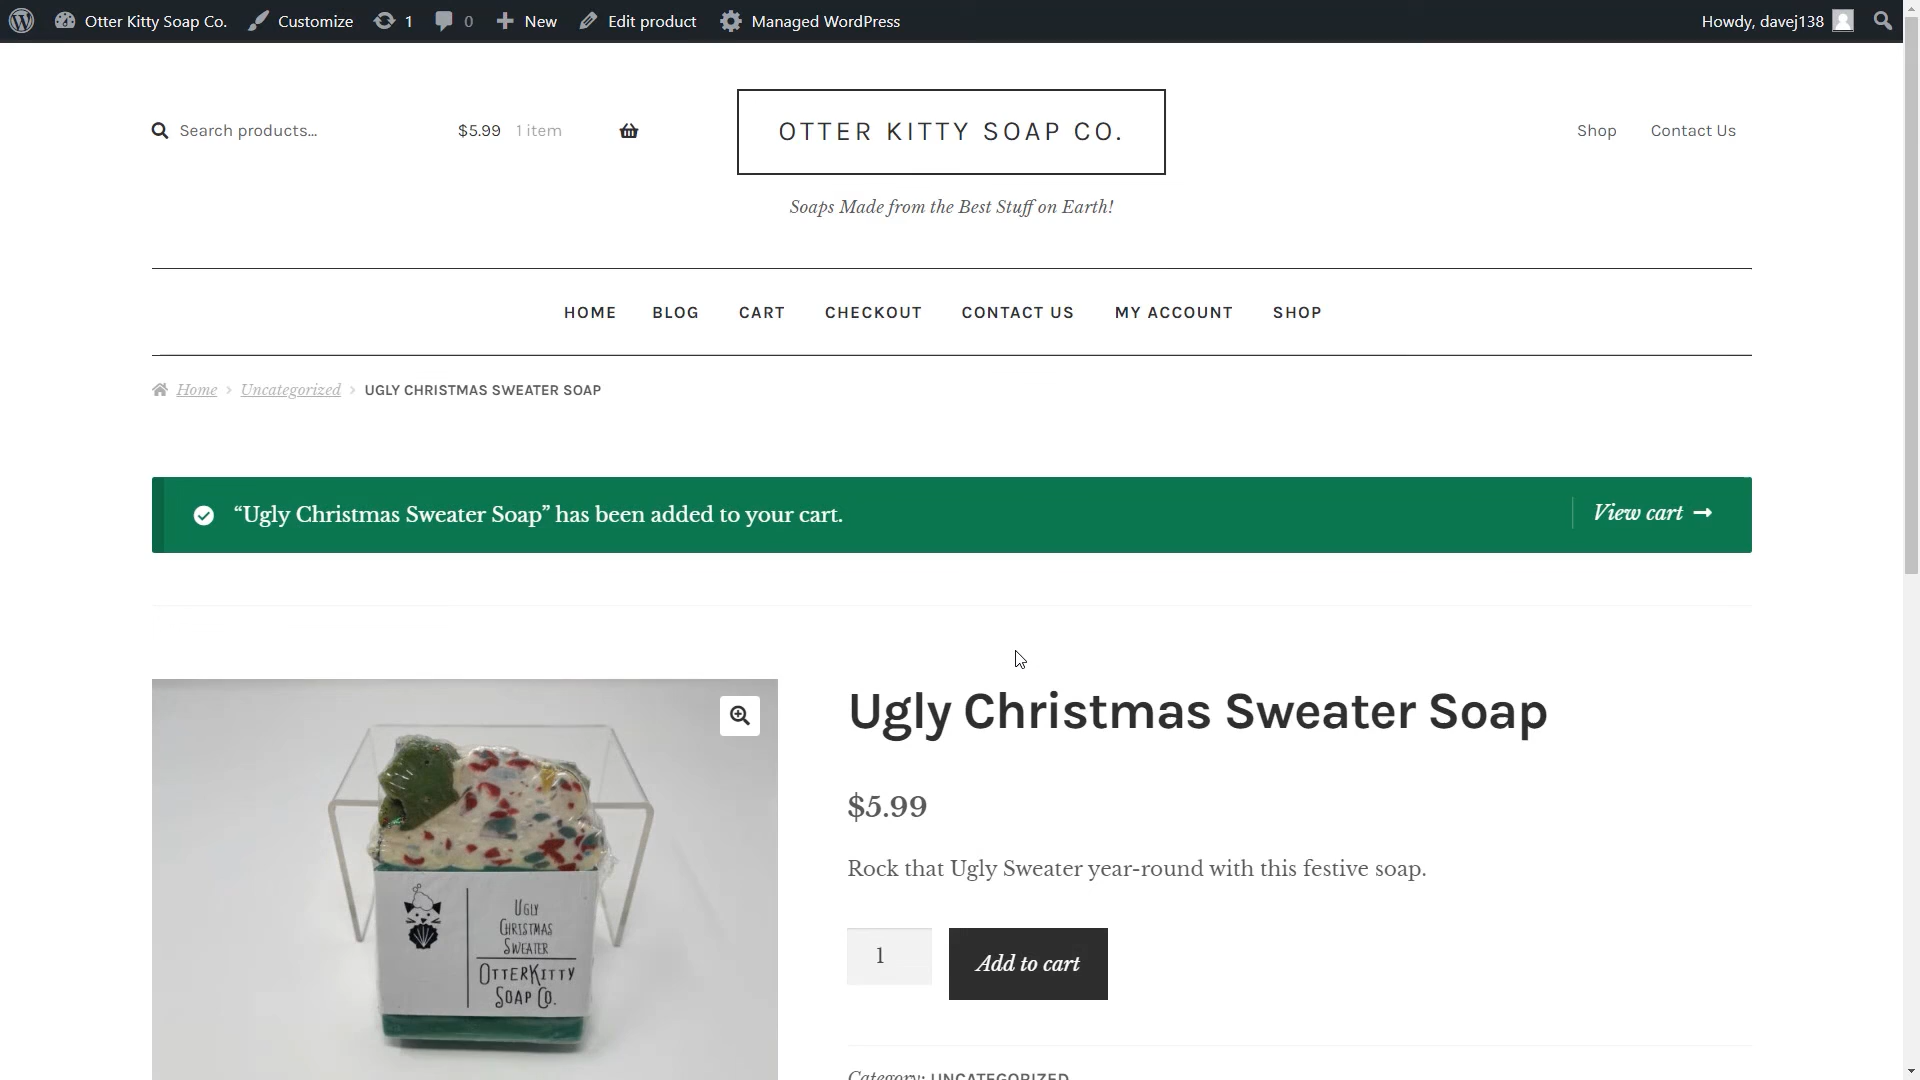 Otter Kitty Soap Co. Customize 1 0 New Edit product Managed WordPress Howdy, davej138
Search products... $5.99 1 item OTTER KITTY SOAP CO. Shop Contact Us
Soaps Made from the Best Stuff on Earth!
HOME BLOG CART CHECKOUT CONTACT US MY ACCOUNT SHOP
Home > Uncategorized > UGLY CHRISTMAS SWEATER SOAP
“Ugly Christmas Sweater Soap” has been added to your cart. View cart →
Ugly Christmas Sweater Soap
$5.99
Rock that Ugly Sweater year-round with this festive soap.
1 Add to cart
Category: UNCATEGORIZED
UGLY
CHRISTMAS
SWEATER
OTTERKITTY
SOAP CO.